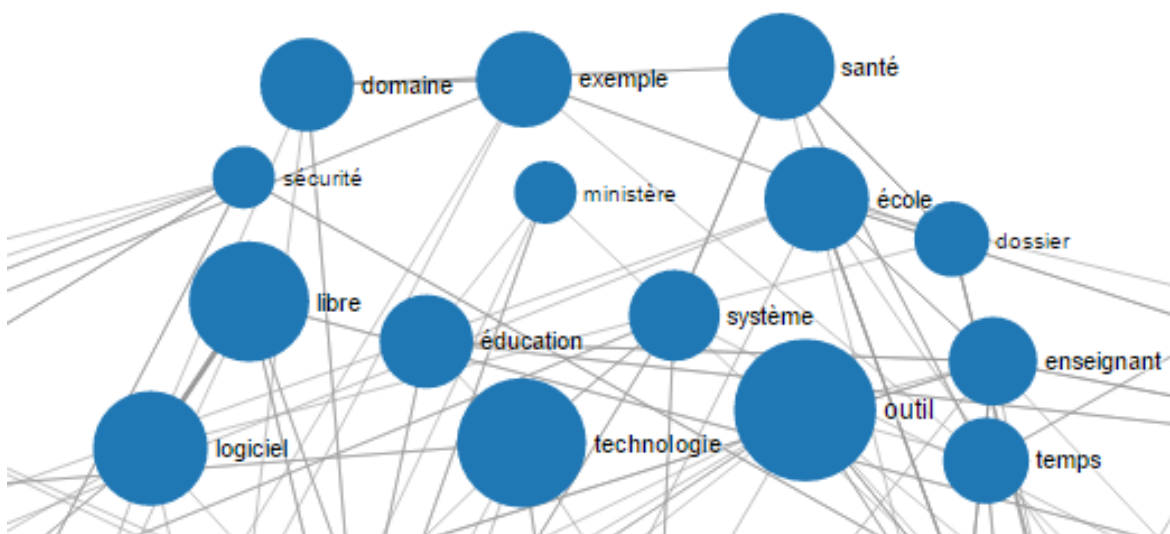 domaine
exemple
santé
sécurité
ministère
école
dossier
libre
éducation
système
enseignant
outil
logiciel
technologie
temps